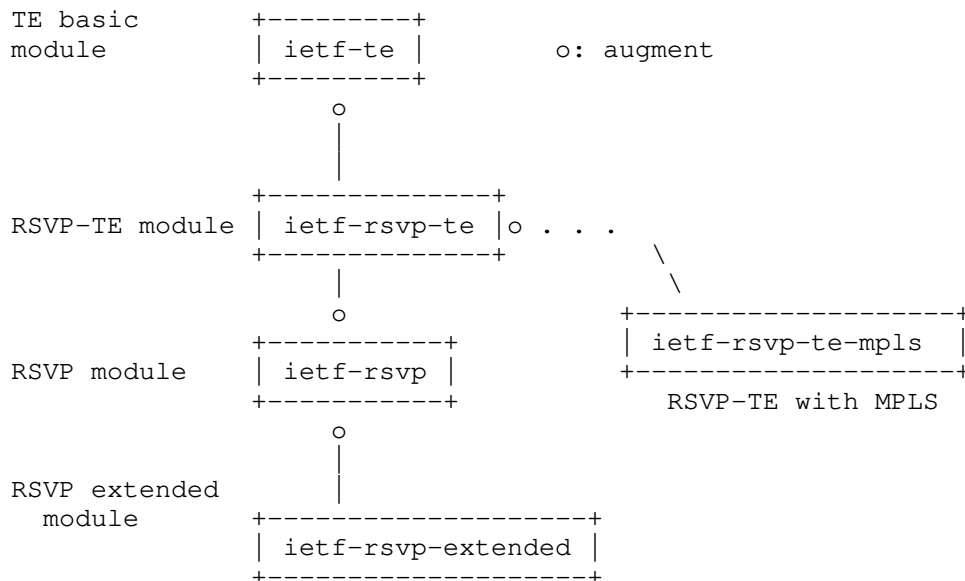 TE basic
module ietf-te o: augment
o
RSVP-TE module ietf-rsvp-te o . . .
o
ietf-rsvp-te-mpls
RSVP module ietf-rsvp
RSVP-TE with MPLS
o
RSVP extended
module
ietf-rsvp-extended